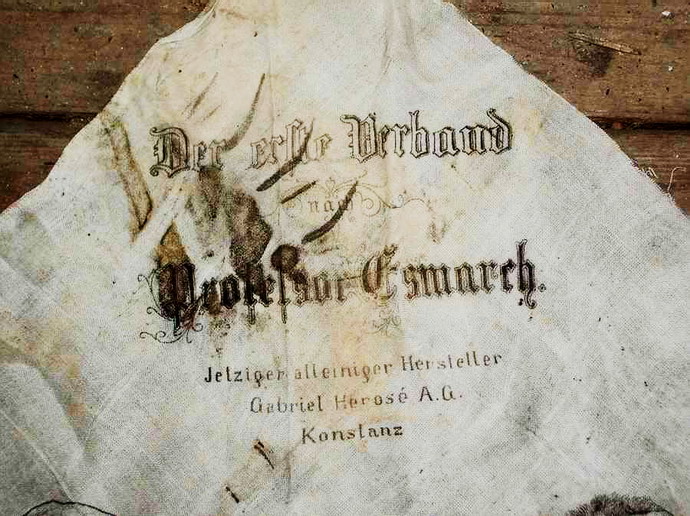 Der erste Verband
nach
Professor Esmarch.
Jetziger alleiniger Hersteller
Gabriel Herosé A.G.
Konstanz